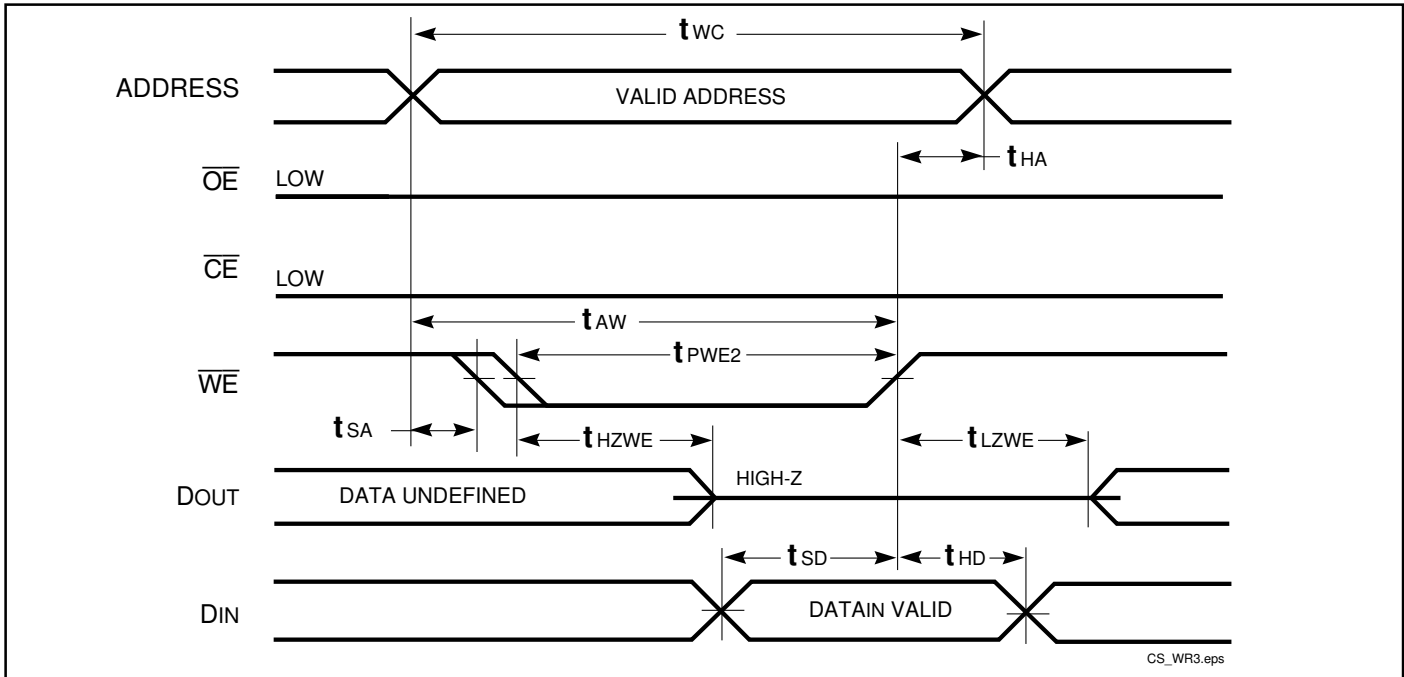 tWC
ADDRESS
VALID ADDRESS
tHA
OE
LOW
CE
LOW
tAW
tPWE2
WE
tSA
tHZWE
tLZWE
DOUT
DATA UNDEFINED
HIGH-Z
tSD
tHD
DIN
DATAIN VALID
CS_WR3.eps